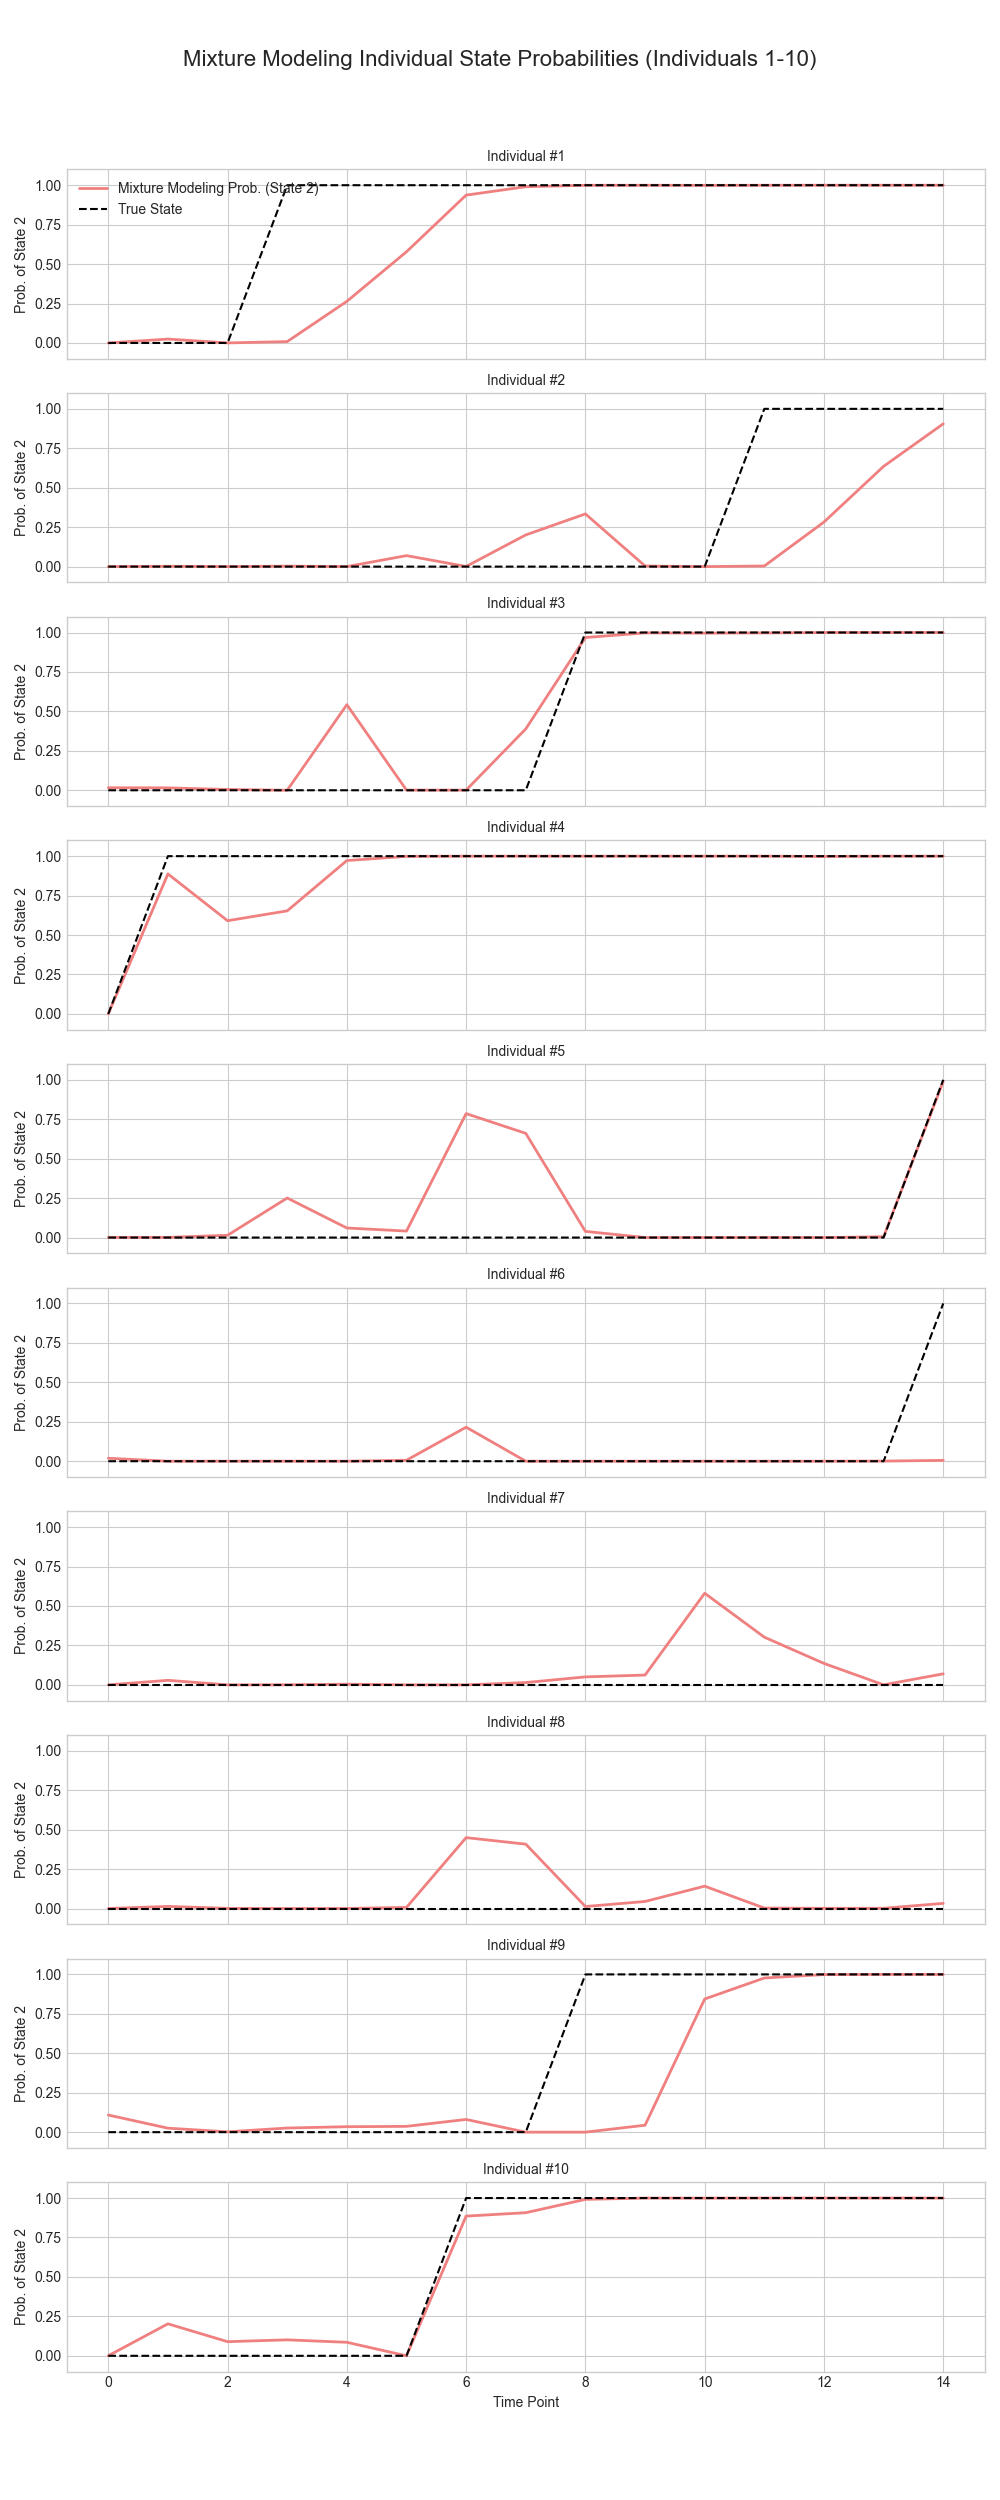 Mixture Modeling Individual State Probabilities (Individuals 1-10)
Individual #1
Mixture Modeling Prob. (State 2)
True State
1.00
0.75
0.50
0.25
0.00
Prob. of State 2
Individual #2
1.00
0.75
0.50
0.25
0.00
Prob. of State 2
Individual #3
1.00
0.75
0.50
0.25
0.00
Prob. of State 2
Individual #4
1.00
0.75
0.50
0.25
0.00
Prob. of State 2
Individual #5
1.00
0.75
0.50
0.25
0.00
Prob. of State 2
Individual #6
1.00
0.75
0.50
0.25
0.00
Prob. of State 2
Individual #7
1.00
0.75
0.50
0.25
0.00
Prob. of State 2
Individual #8
1.00
0.75
0.50
0.25
0.00
Prob. of State 2
Individual #9
1.00
0.75
0.50
0.25
0.00
Prob. of State 2
Individual #10
1.00
0.75
0.50
0.25
0.00
Prob. of State 2
0 2 4 6 8 10 12 14
Time Point